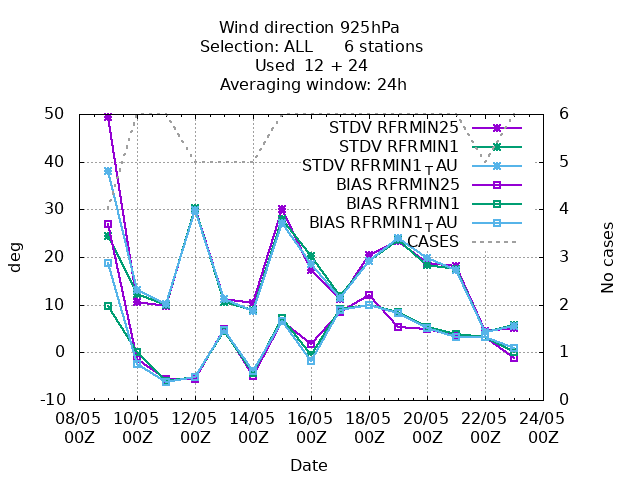 Wind direction 925hPa
Selection: ALL      6 stations
Used  12 + 24
Averaging window: 24h
50
40
30
20
10
0
-10
deg
6
5
4
3
2
1
0
No cases
STDV RFRMIN25
STDV RFRMIN1
STDV RFRMIN1_TAU
BIAS RFRMIN25
BIAS RFRMIN1
BIAS RFRMIN1_TAU
CASES
08/05 10/05 12/05 14/05 16/05 18/05 20/05 22/05 24/05
00Z 00Z 00Z 00Z 00Z 00Z 00Z 00Z 00Z
Date